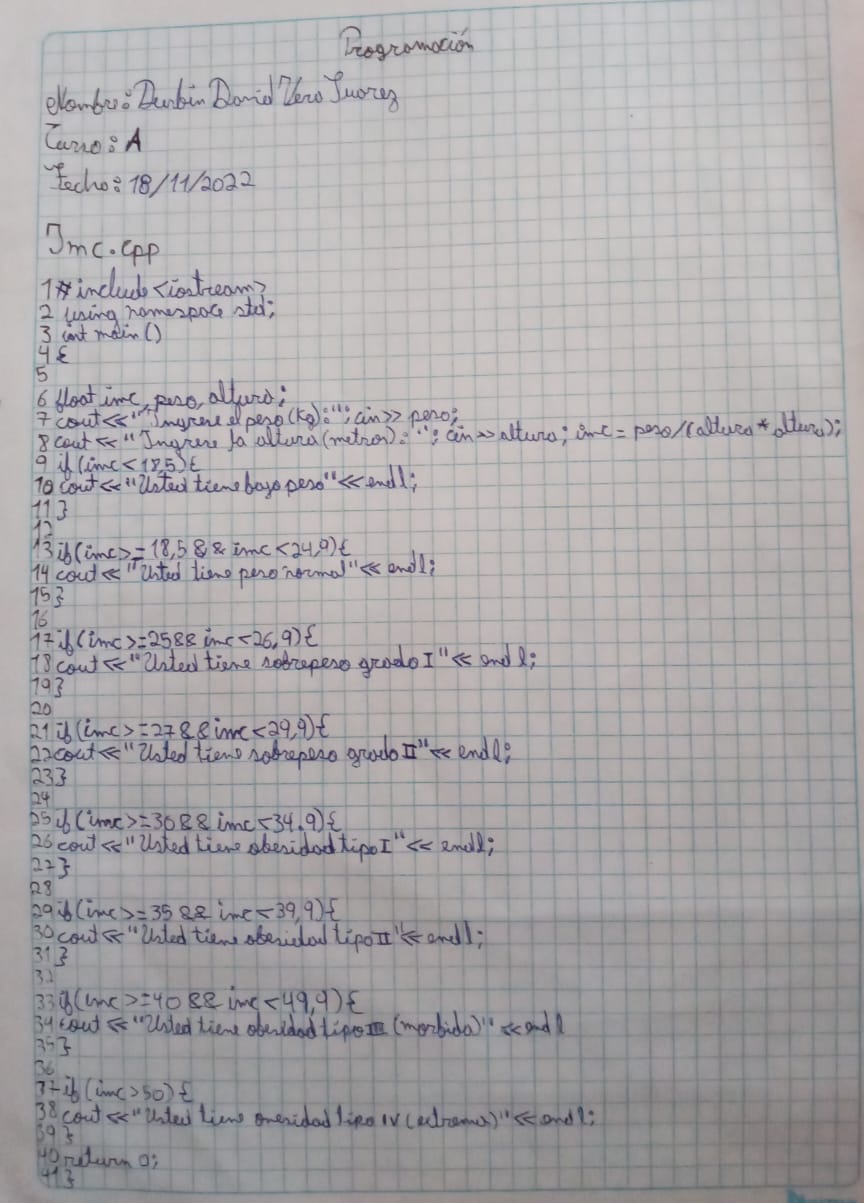 Programación
Nombre: Durbin David Vera Suarez
Curso: A
Fecha: 18/11/2022
Imc.cpp
1 #include <iostream>
2 using namespace std;
3 int main()
4 {
5
6 float imc, peso, altura;
7 cout<<"Ingrese el peso (Kg): "; cin>> peso;
8 cout<< "Ingrese la altura (metros): "; cin>>altura; imc = peso/(altura * altura);
9 if (imc < 18,5) {
10 cout<<"Usted tiene bajo peso"<<endl;
11 }
12
13 if (imc>=18,5 && imc <24,9){
14 cout<<"Usted tiene peso normal"<<endl;
15 }
16
17 if (imc>=25&& imc<26,9){
18 cout<<"Usted tiene sobrepeso grado I"<< endl;
19 }
20
21 if (imc>=27&&imc<29,9){
22 cout<<"Usted tiene sobrepeso grado II"<< endl;
23 }
24
25 if (imc>=30&& imc<34.9){
26 cout<<"Usted tiene obesidad tipo I"<< endl;
27 }
28
29 if (imc>=35 && imc<39,9){
30 cout<<"Usted tiene obesidad tipo II"<< endl;
31 }
32
33 if (imc>=40 && imc<49,9){
34 cout <<"Usted tiene obesidad tipo III (morbida)"<<endl
35 }
36
37 if (imc>50) {
38 cout<<"Usted tiene onesidad tipo IV (extrema)"<<endl;
39 }
40 return 0;
41 }